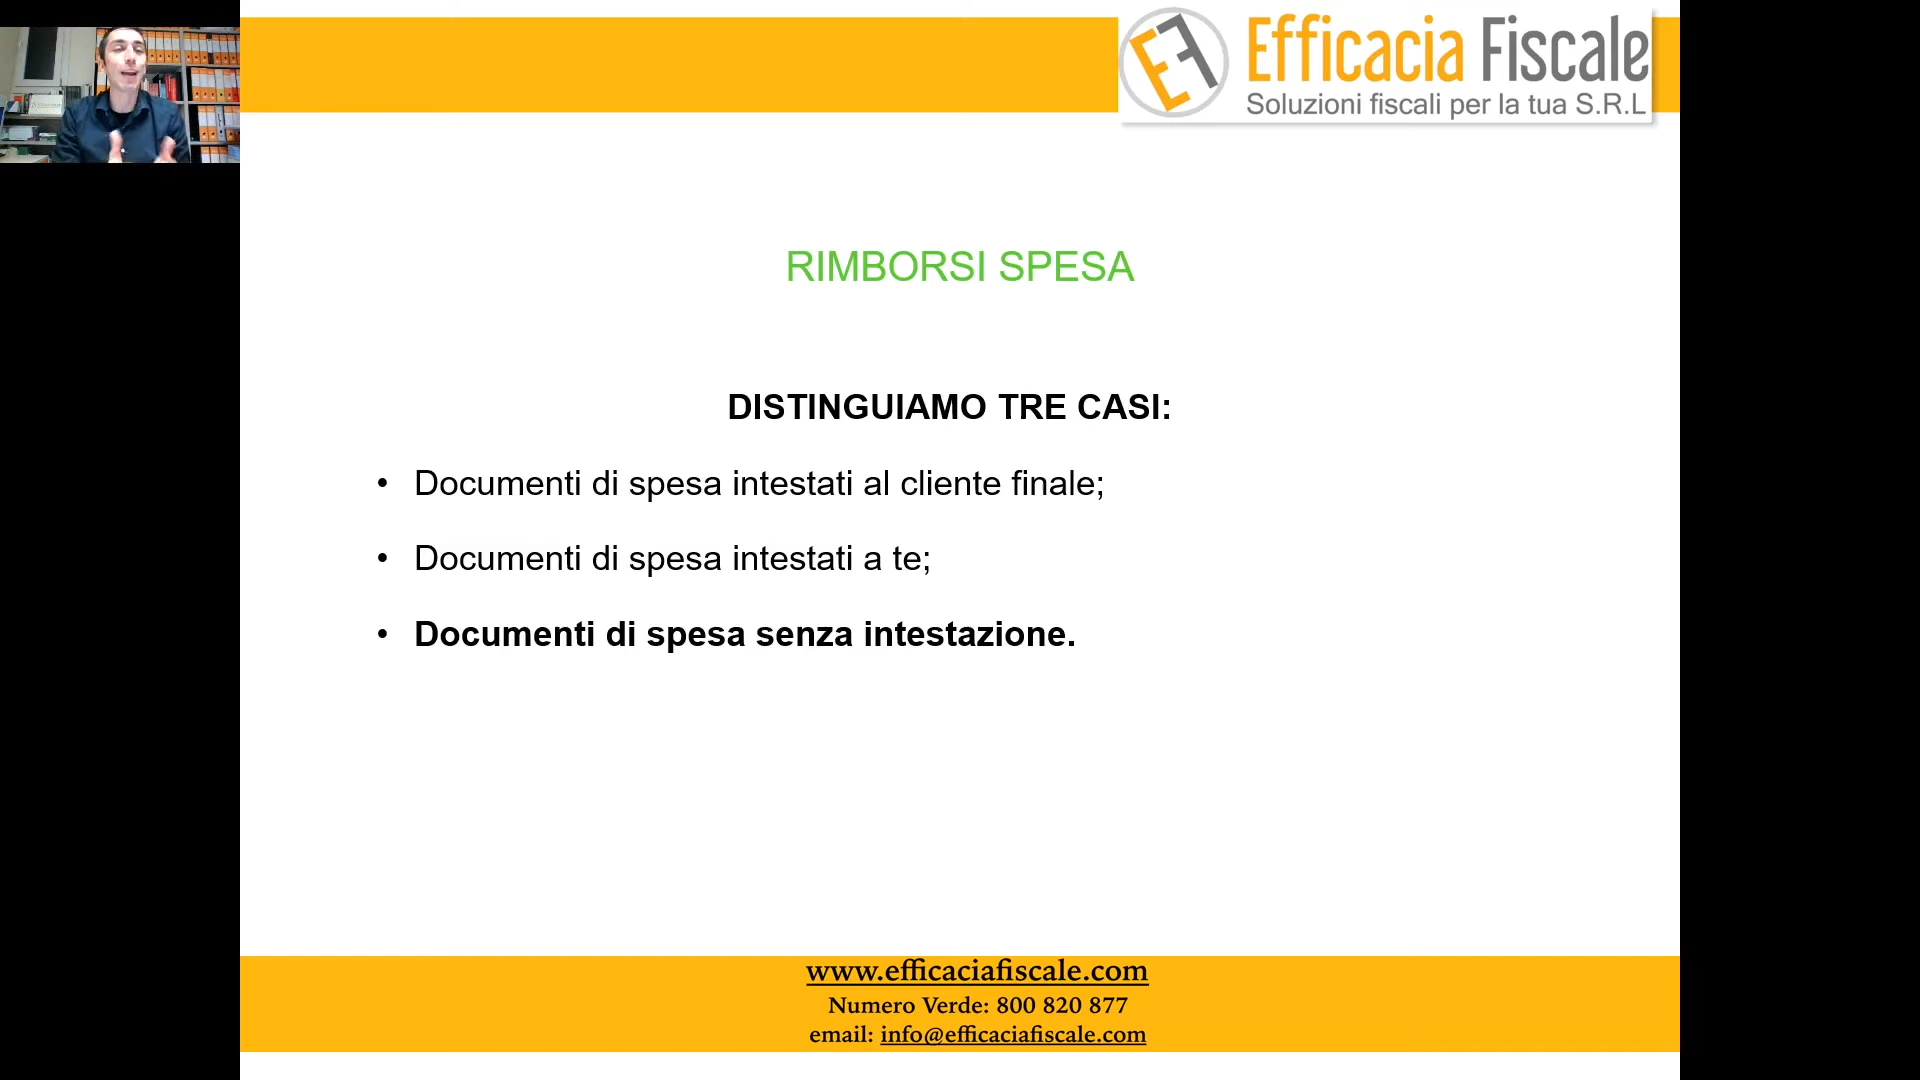 EF
Efficacia Fiscale
Soluzioni fiscali per la tua S.R.L
RIMBORSI SPESA
DISTINGUIAMO TRE CASI:
• Documenti di spesa intestati al cliente finale;
• Documenti di spesa intestati a te;
• Documenti di spesa senza intestazione.
www.efficaciafiscale.com
Numero Verde: 800 820 877
email: info@efficaciafiscale.com